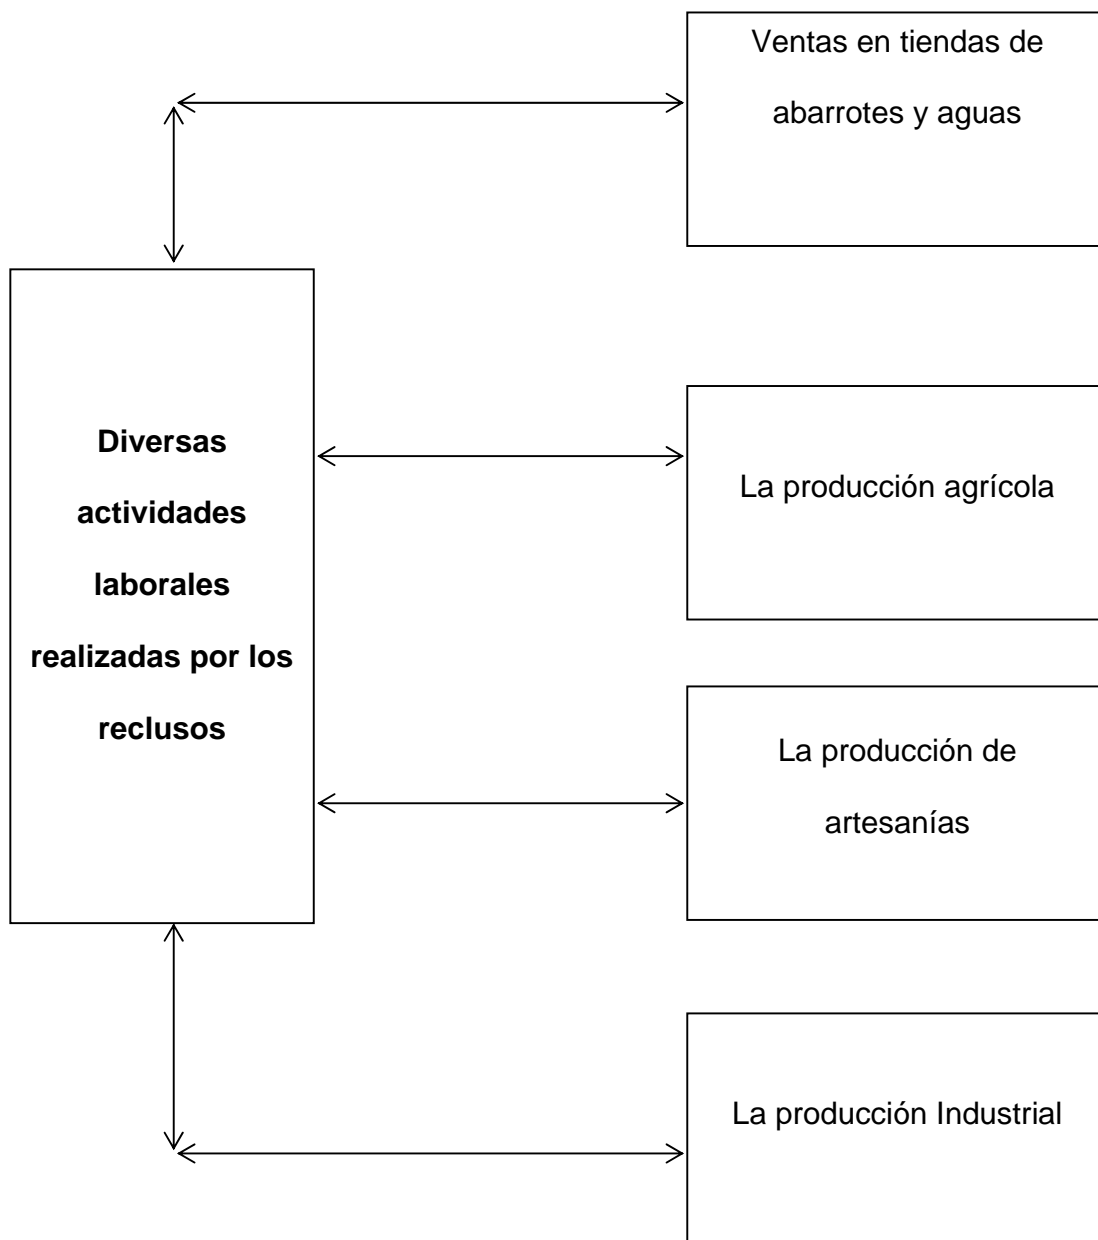 Ventas en tiendas de
abarrotes y aguas
Diversas
actividades
laborales
realizadas por los
reclusos
La producción agrícola
La producción de
artesanías
La producción Industrial